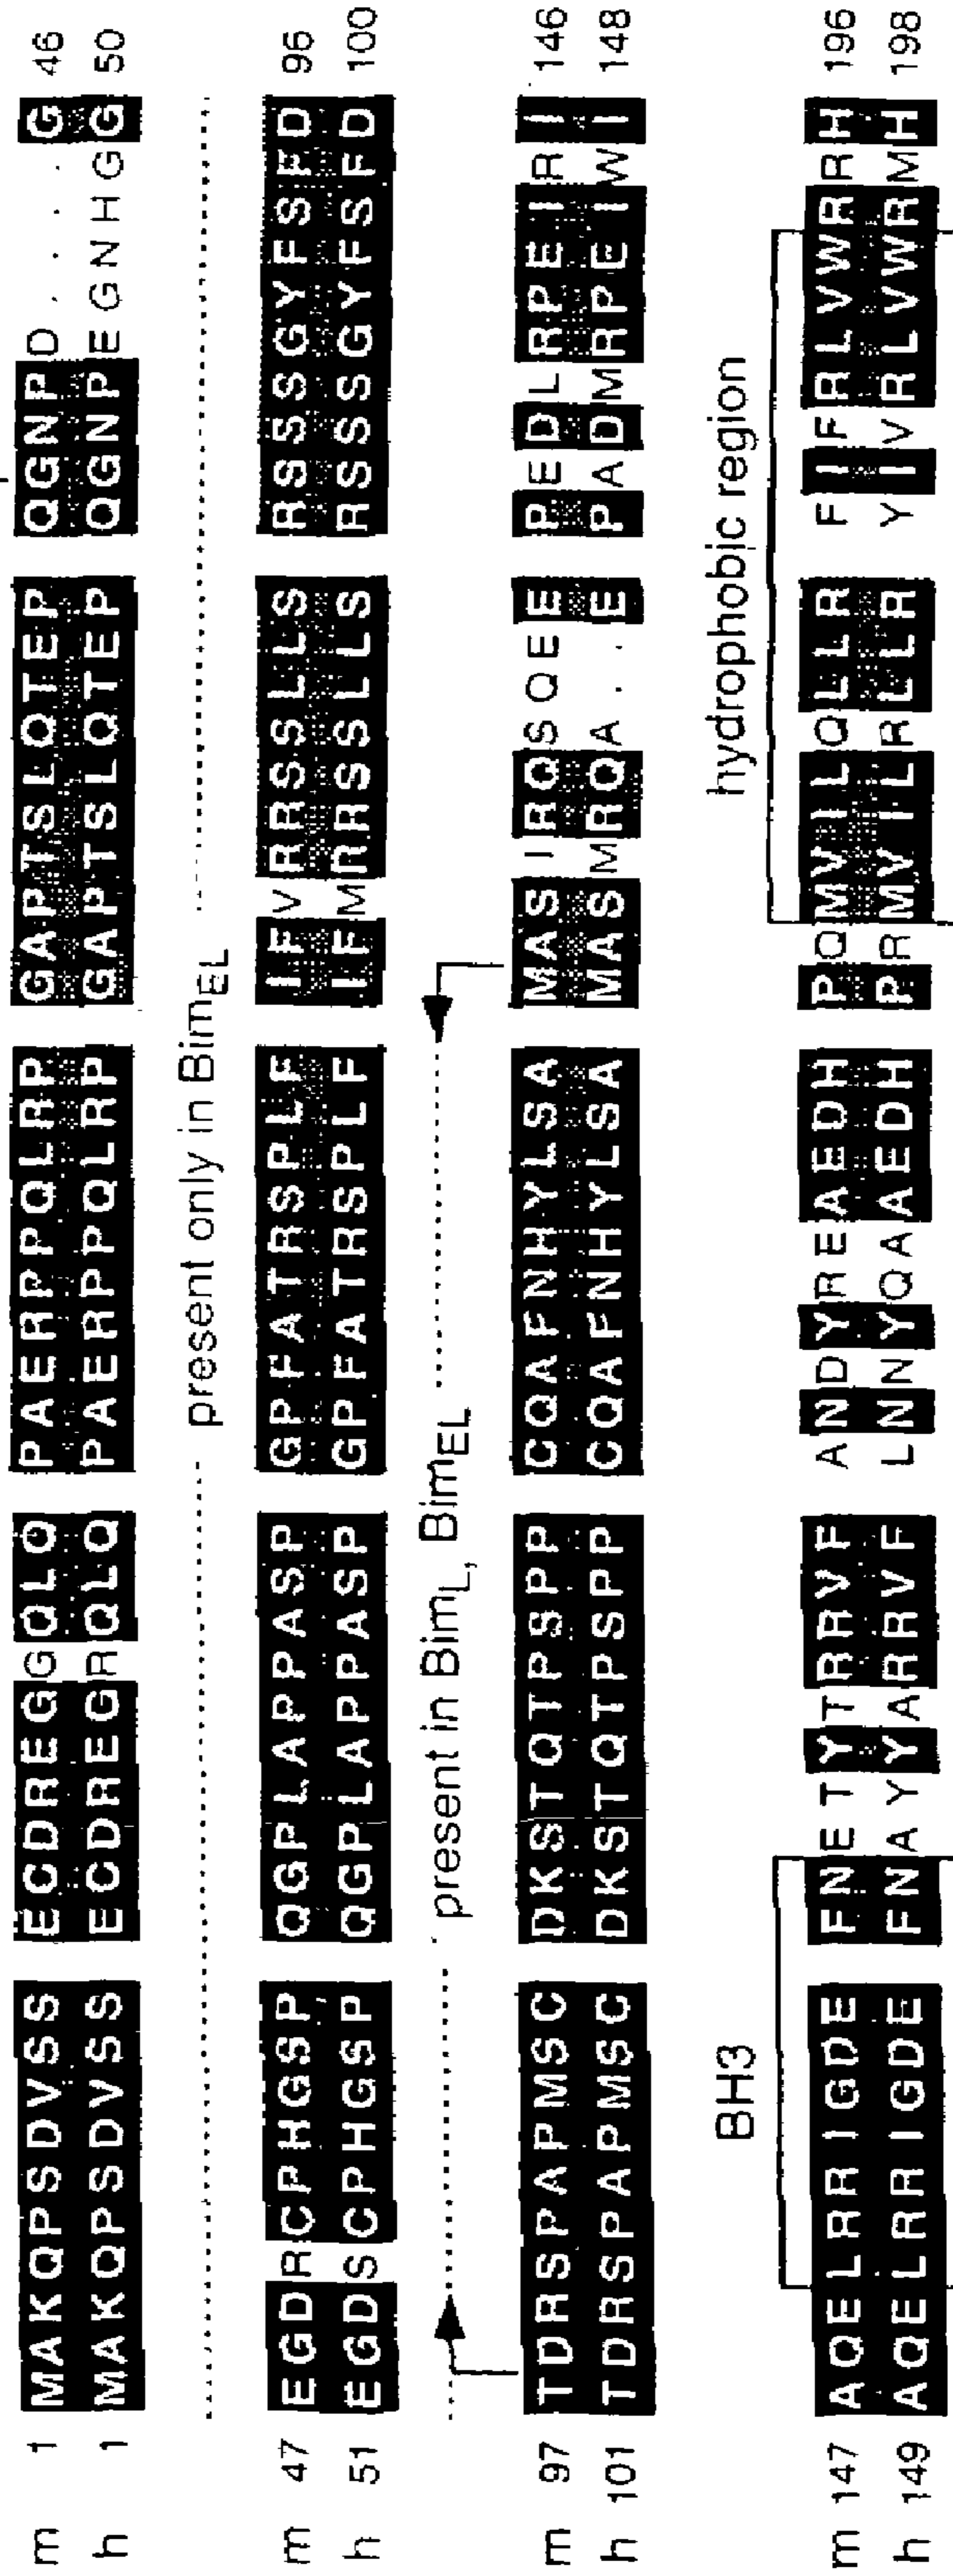 m 1 MAKQPSDVSS ECDREGGQLQ PAERPPQLRP GAPTSLQTEP QGNPD....G 46
h 1 MAKQPSDVSS ECDREGRQLQ PAERPPQLRP GAPTSLQTEP QGNPEGNHGG 50
present only in BimEL
m 47 EGDRCPHGSP QGPLAPPASP GPFATRSPLF IFVRRSSLLS RSSSGYFSFD 96
h 51 EGDSCPHGSP QGPLAPPASP GPFATRSPLF IFMRRSSLLS RSSSGYFSFD 100
present in BimL, BimEL
m 97 TDRSPAPMSC DKSTQTPSPP CQAFNHYLSA MASIRQSQEE PEDLRPEIRI 146
h 101 TDRSPAPMSC DKSTQTPSPP CQAFNHYLSA MASMRQA..E PADMRPEIWI 148
BH3 hydrophobic region
m 147 AQELRRIGDE FNETYTRRVF ANDYREAEDH PQMVILQLLR FIFRLVWRRH 196
h 149 AQELRRIGDE FNAYYARRVF LNNYQAAEDH PRMVILRLLR YIVRLVWRMH 198